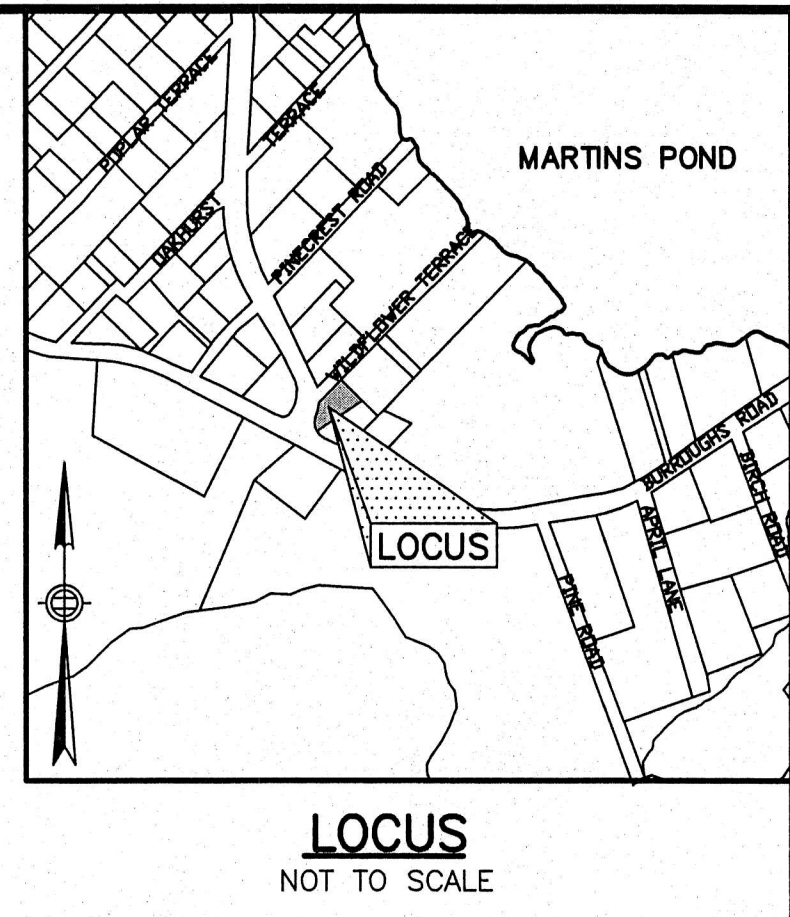 POPLAR TERRACE
OAKHURST TERRACE
MARTINS POND
PINECREST ROAD
WILDFLOWER TERRACE
BURROUGHS ROAD
BIRCH ROAD
APRIL LANE
LOCUS
PINE ROAD
LOCUS
NOT TO SCALE